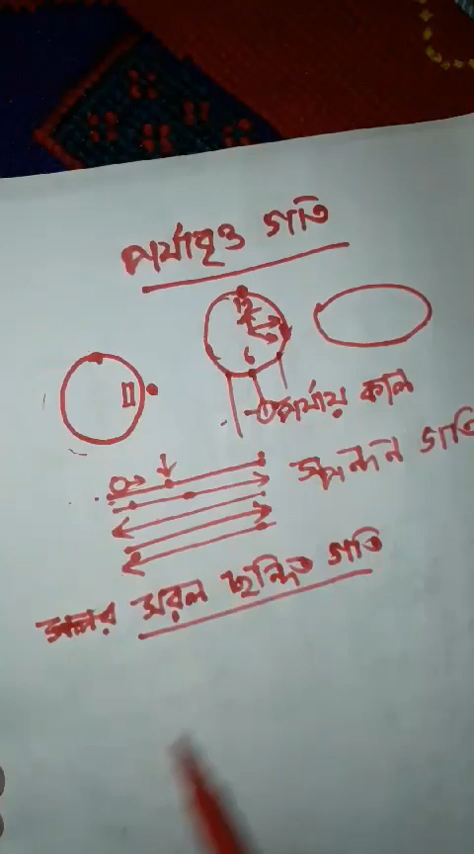 পর্যাবৃত্ত গতি
পর্যায় কাল
স্পন্দন গতি
সরল ছন্দিত গতি